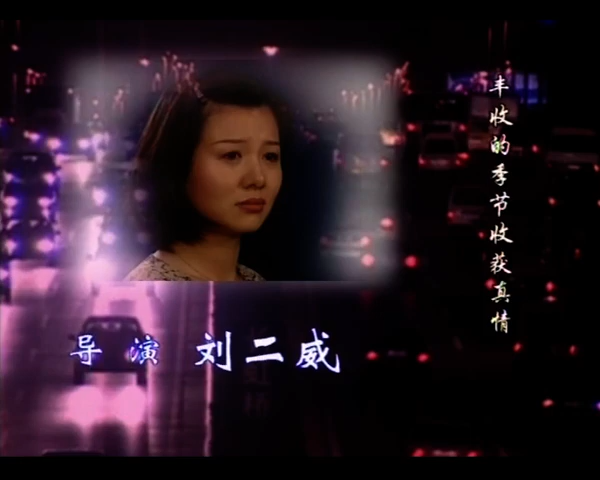 丰收的季节收获真情
导演 刘二威